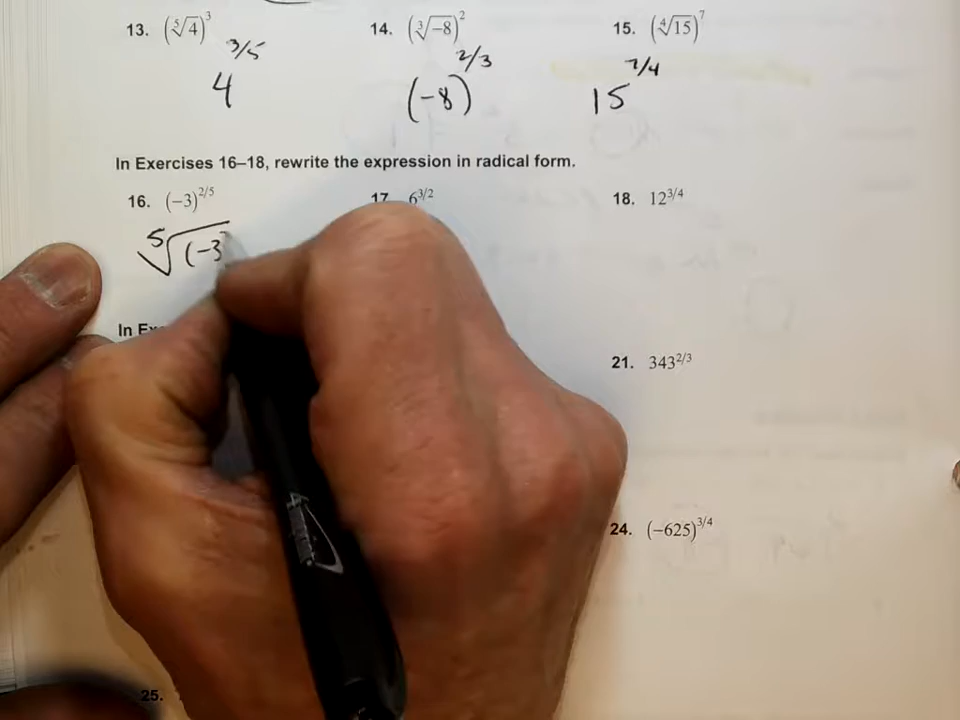 13. (⁵√4)³ 14. (³√−8)² 15. (⁴√15)⁷
4^3/5 (−8)^2/3 15^7/4
In Exercises 16–18, rewrite the expression in radical form.
16. (−3)^2/5 17. 6^3/2 18. 12^3/4
⁵√(−3
In
21. 343^2/3
24. (−625)^3/4
25.